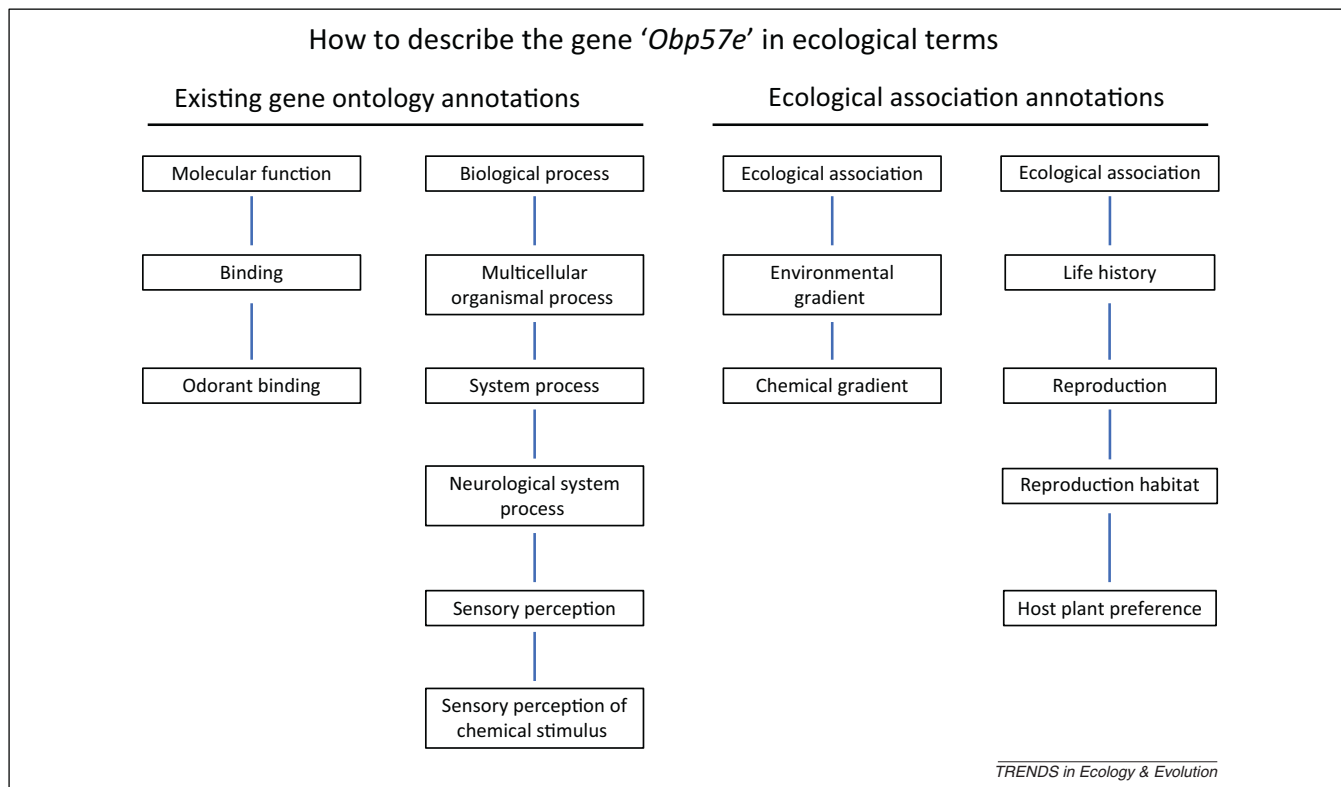 How to describe the gene ‘Obp57e’ in ecological terms
Existing gene ontology annotations
Molecular function
Binding
Odorant binding
Biological process
Multicellular
organismal process
System process
Neurological system
process
Sensory perception
Sensory perception of
chemical stimulus
Ecological association annotations
Ecological association
Environmental
gradient
Chemical gradient
Ecological association
Life history
Reproduction
Reproduction habitat
Host plant preference
TRENDS in Ecology & Evolution